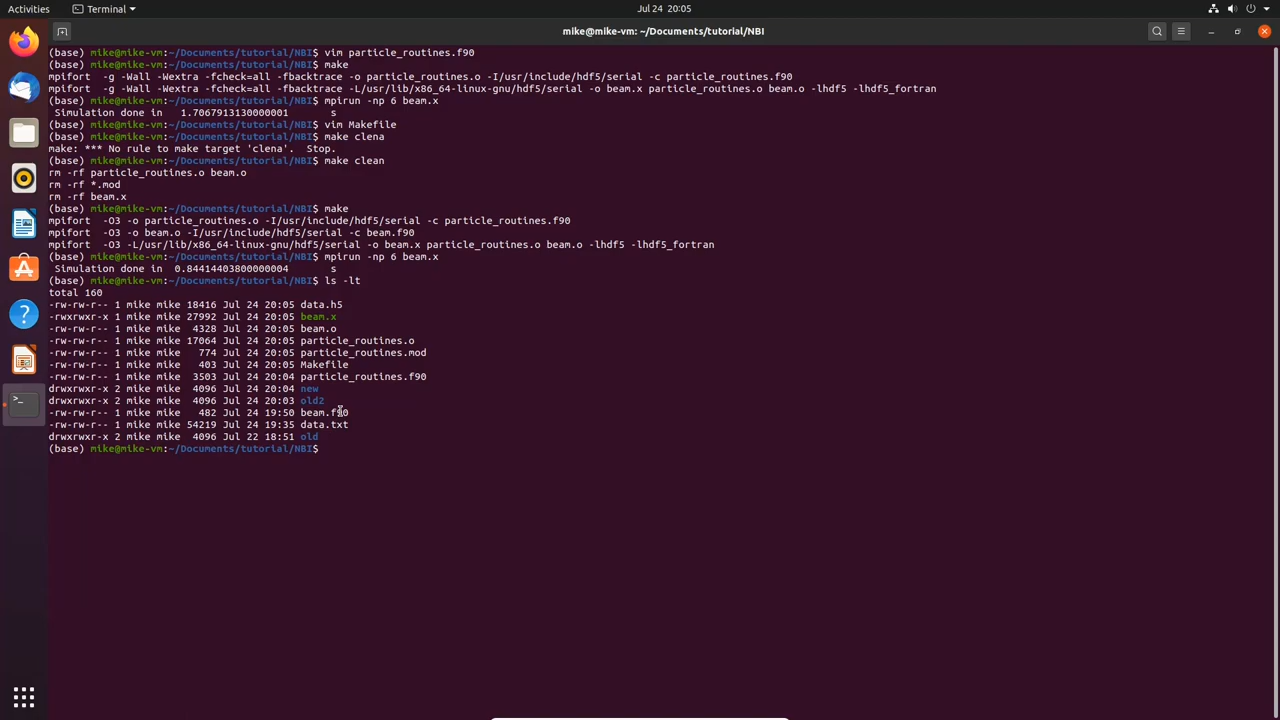 Activities Terminal Jul 24 20:05
mike@mike-vm: ~/Documents/tutorial/NBI
(base) mike@mike-vm:~/Documents/tutorial/NBI$ vim particle_routines.f90
(base) mike@mike-vm:~/Documents/tutorial/NBI$ make
mpifort  -g -Wall -Wextra -fcheck=all -fbacktrace -o particle_routines.o -I/usr/include/hdf5/serial -c particle_routines.f90
mpifort  -g -Wall -Wextra -fcheck=all -fbacktrace -L/usr/lib/x86_64-linux-gnu/hdf5/serial -o beam.x particle_routines.o beam.o -lhdf5 -lhdf5_fortran
(base) mike@mike-vm:~/Documents/tutorial/NBI$ mpirun -np 6 beam.x
 Simulation done in   1.7067913130000001      s
(base) mike@mike-vm:~/Documents/tutorial/NBI$ vim Makefile
(base) mike@mike-vm:~/Documents/tutorial/NBI$ make clena
make: *** No rule to make target 'clena'.  Stop.
(base) mike@mike-vm:~/Documents/tutorial/NBI$ make clean
rm -rf particle_routines.o beam.o
rm -rf *.mod
rm -rf beam.x
(base) mike@mike-vm:~/Documents/tutorial/NBI$ make
mpifort  -O3 -o particle_routines.o -I/usr/include/hdf5/serial -c particle_routines.f90
mpifort  -O3 -o beam.o -I/usr/include/hdf5/serial -c beam.f90
mpifort  -O3 -L/usr/lib/x86_64-linux-gnu/hdf5/serial -o beam.x particle_routines.o beam.o -lhdf5 -lhdf5_fortran
(base) mike@mike-vm:~/Documents/tutorial/NBI$ mpirun -np 6 beam.x
 Simulation done in  0.84414403800000004      s
(base) mike@mike-vm:~/Documents/tutorial/NBI$ ls -lt
total 160
-rw-rw-r-- 1 mike mike 18416 Jul 24 20:05 data.h5
-rwxrwxr-x 1 mike mike 27992 Jul 24 20:05 beam.x
-rw-rw-r-- 1 mike mike  4328 Jul 24 20:05 beam.o
-rw-rw-r-- 1 mike mike 17064 Jul 24 20:05 particle_routines.o
-rw-rw-r-- 1 mike mike   774 Jul 24 20:05 particle_routines.mod
-rw-rw-r-- 1 mike mike   403 Jul 24 20:05 Makefile
-rw-rw-r-- 1 mike mike  3503 Jul 24 20:04 particle_routines.f90
drwxrwxr-x 2 mike mike  4096 Jul 24 20:04 new
drwxrwxr-x 2 mike mike  4096 Jul 24 20:03 old2
-rw-rw-r-- 1 mike mike   482 Jul 24 19:50 beam.f90
-rw-rw-r-- 1 mike mike 54219 Jul 24 19:35 data.txt
drwxrwxr-x 2 mike mike  4096 Jul 22 18:51 old
(base) mike@mike-vm:~/Documents/tutorial/NBI$